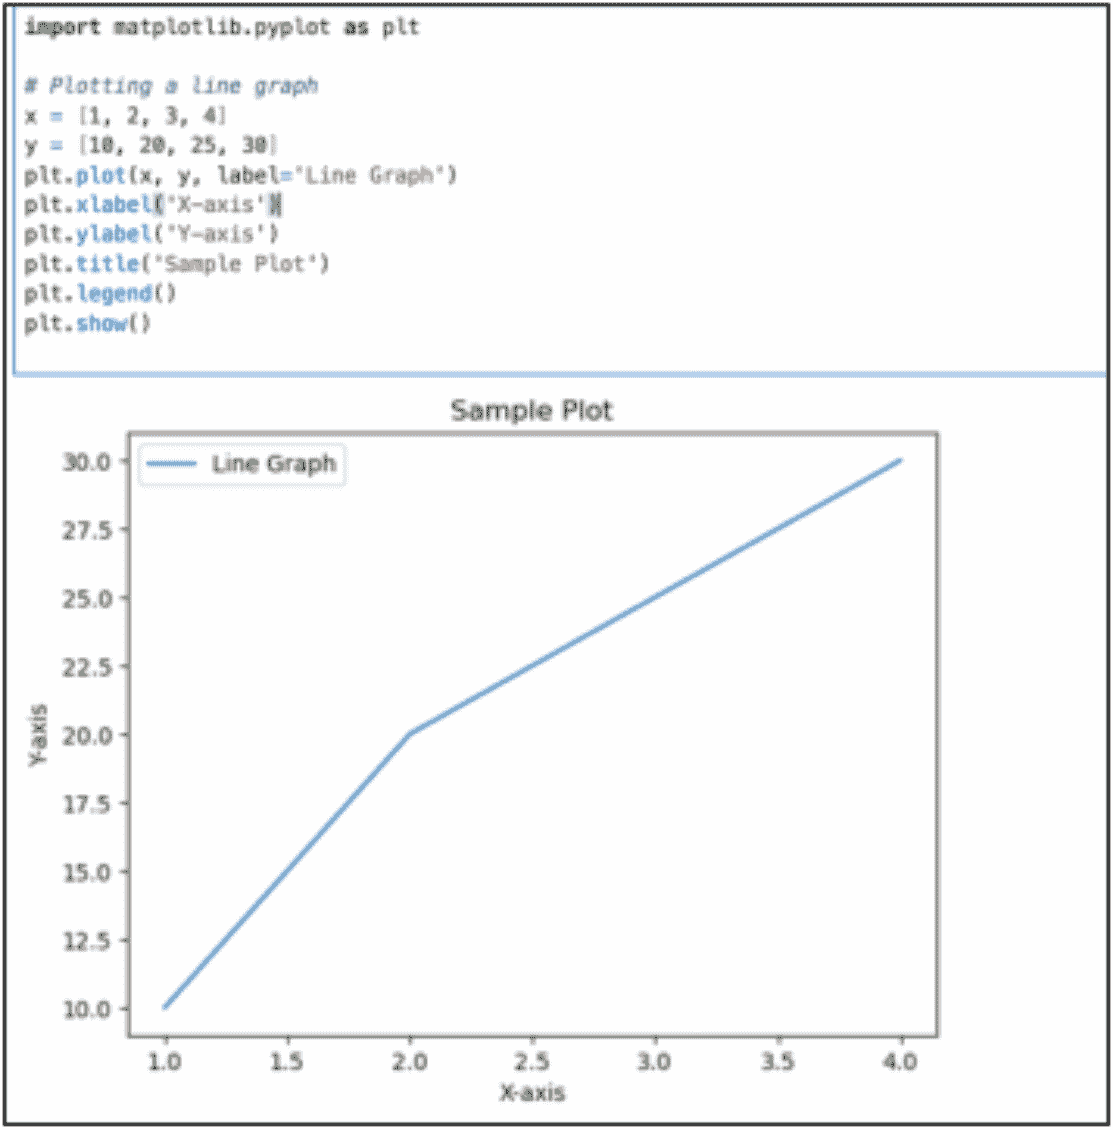 import matplotlib.pyplot as plt
# Plotting a line graph
x = [1, 2, 3, 4]
y = [10, 20, 25, 30]
plt.plot(x, y, label='Line Graph')
plt.xlabel('X-axis')
plt.ylabel('Y-axis')
plt.title('Sample Plot')
plt.legend()
plt.show()
Sample Plot
Line Graph
30.0
27.5
25.0
22.5
20.0
17.5
15.0
12.5
10.0
Y-axis
1.0 1.5 2.0 2.5 3.0 3.5 4.0
X-axis